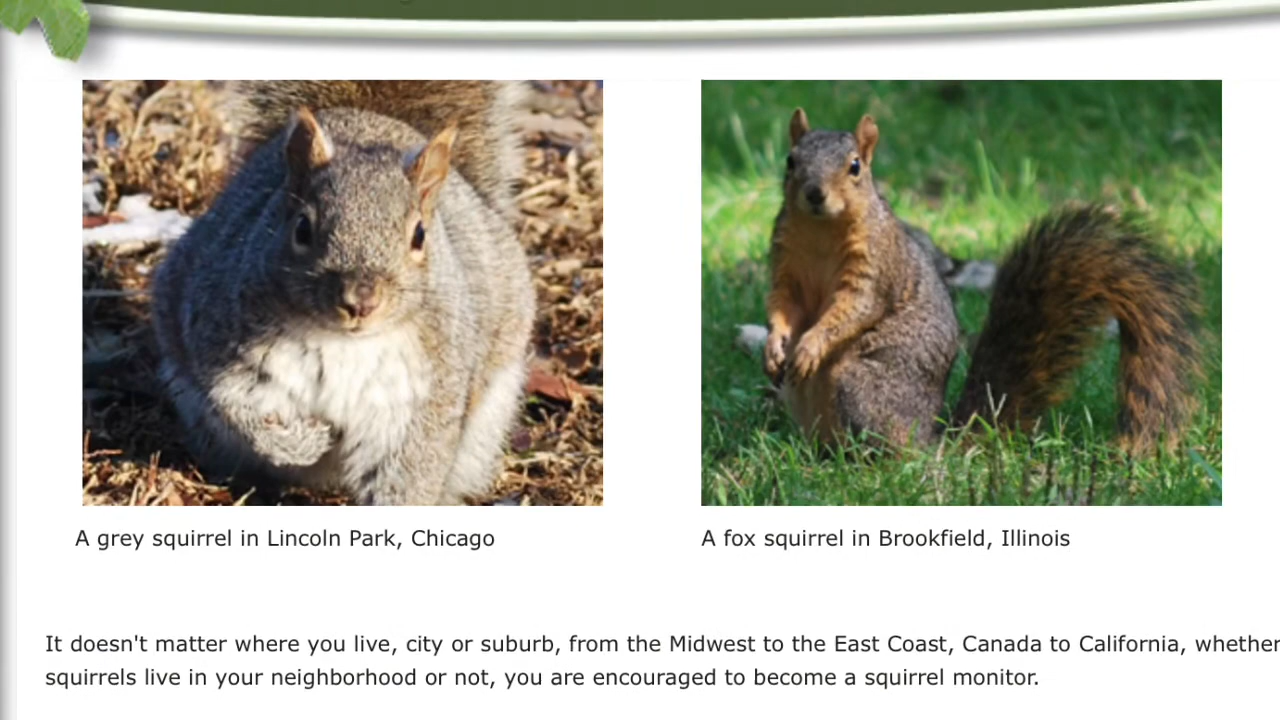 A grey squirrel in Lincoln Park, Chicago
A fox squirrel in Brookfield, Illinois
It doesn't matter where you live, city or suburb, from the Midwest to the East Coast, Canada to California, whether
squirrels live in your neighborhood or not, you are encouraged to become a squirrel monitor.